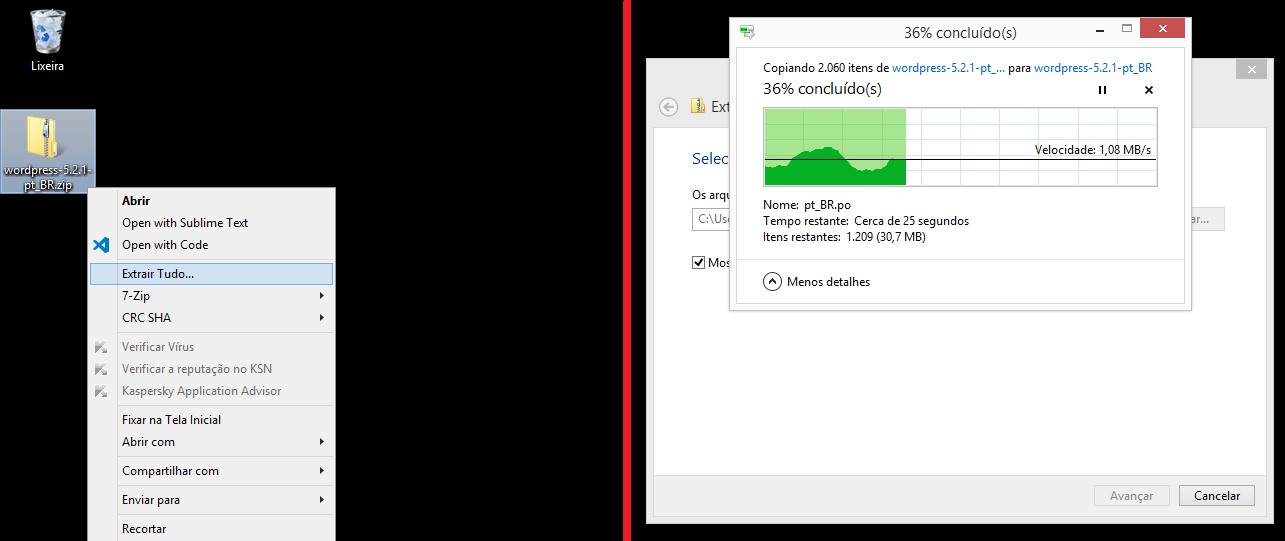 Lixeira
wordpress-5.2.1-
pt_BR.zip
Abrir
Open with Sublime Text
Open with Code
Extrair Tudo...
7-Zip
CRC SHA
Verificar Vírus
Verificar a reputação no KSN
Kaspersky Application Advisor
Fixar na Tela Inicial
Abrir com
Compartilhar com
Enviar para
Recortar
36% concluído(s)
Copiando 2.060 itens de wordpress-5.2.1-pt_... para wordpress-5.2.1-pt_BR
36% concluído(s)
Velocidade: 1,08 MB/s
Nome: pt_BR.po
Tempo restante: Cerca de 25 segundos
Itens restantes: 1.209 (30,7 MB)
Menos detalhes
Ext
Selec
Os arqu
C:\Use
ar...
Mos
Avançar
Cancelar